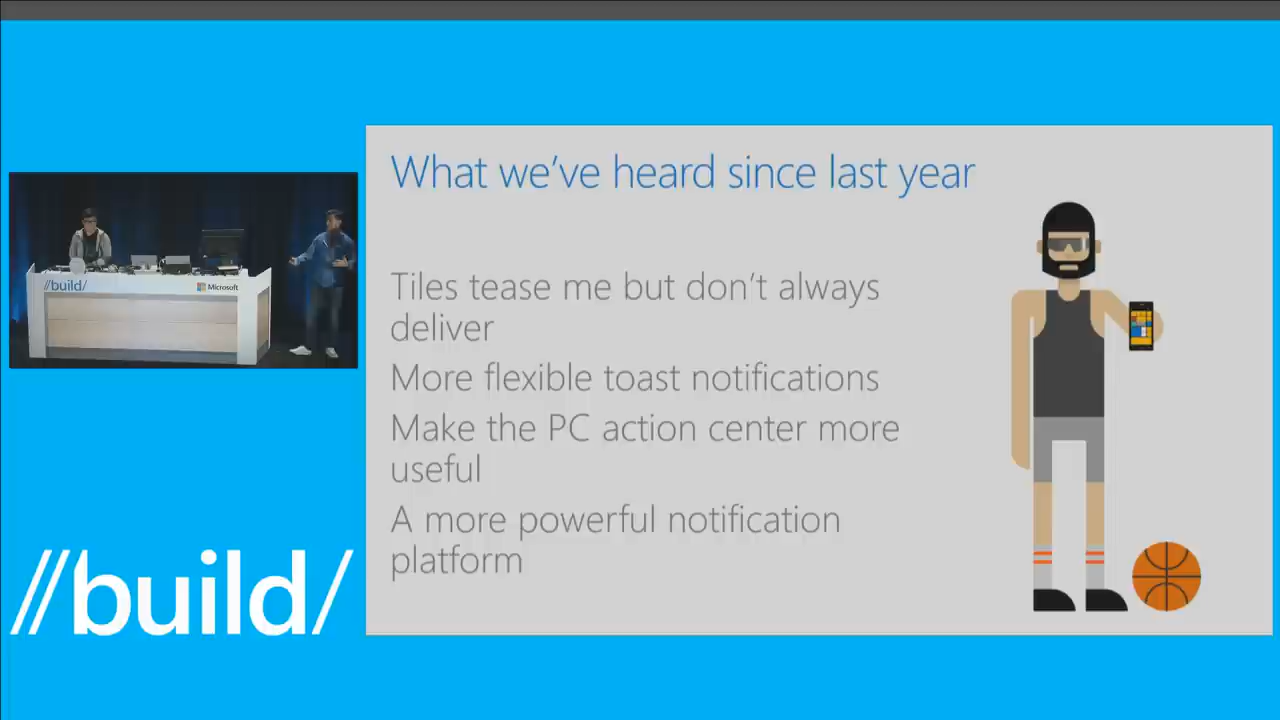 What we've heard since last year
Tiles tease me but don't always
deliver
More flexible toast notifications
Make the PC action center more
useful
A more powerful notification
platform
//build/
Microsoft
//build/